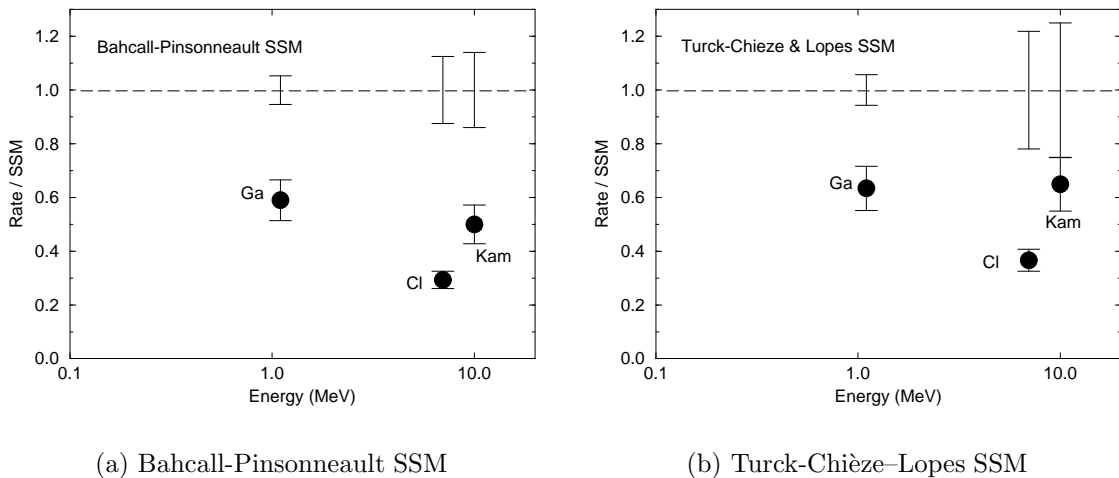 Bahcall-Pinsonneault SSM
Rate / SSM
1.2
1.0
0.8
0.6
0.4
0.2
0.0
Ga
Cl
Kam
0.1
1.0
10.0
Energy (MeV)
(a) Bahcall-Pinsonneault SSM
Turck-Chieze & Lopes SSM
Rate / SSM
1.2
1.0
0.8
0.6
0.4
0.2
0.0
Ga
Cl
Kam
0.1
1.0
10.0
Energy (MeV)
(b) Turck-Chièze–Lopes SSM